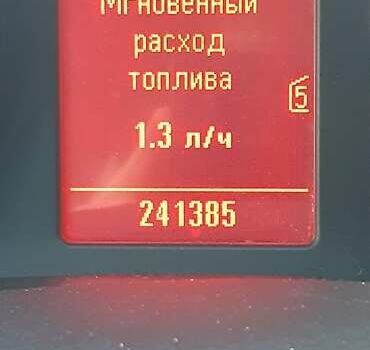 Мгновенный
расход
топлива
5
1.3 л/ч
241385